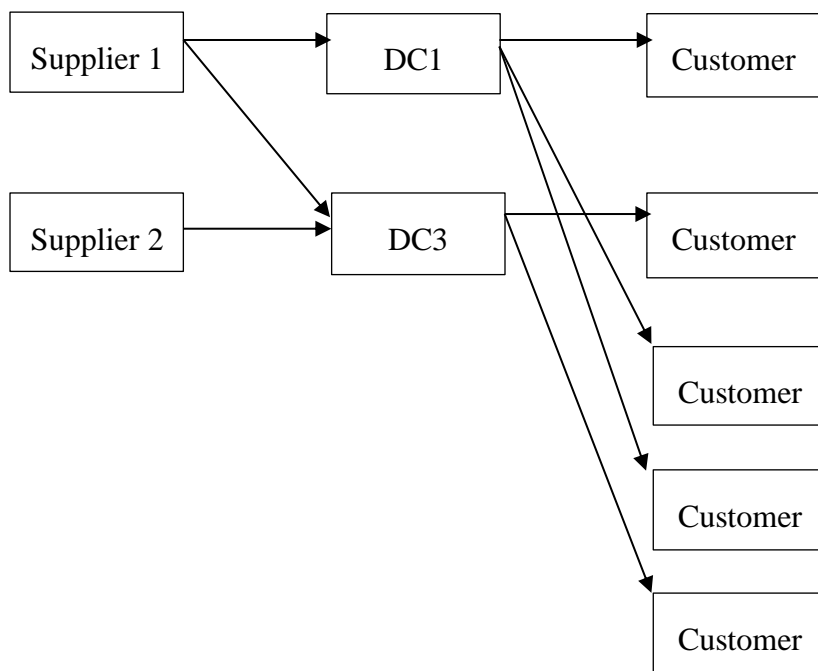 Supplier 1
DC1
Customer
Supplier 2
DC3
Customer
Customer
Customer
Customer